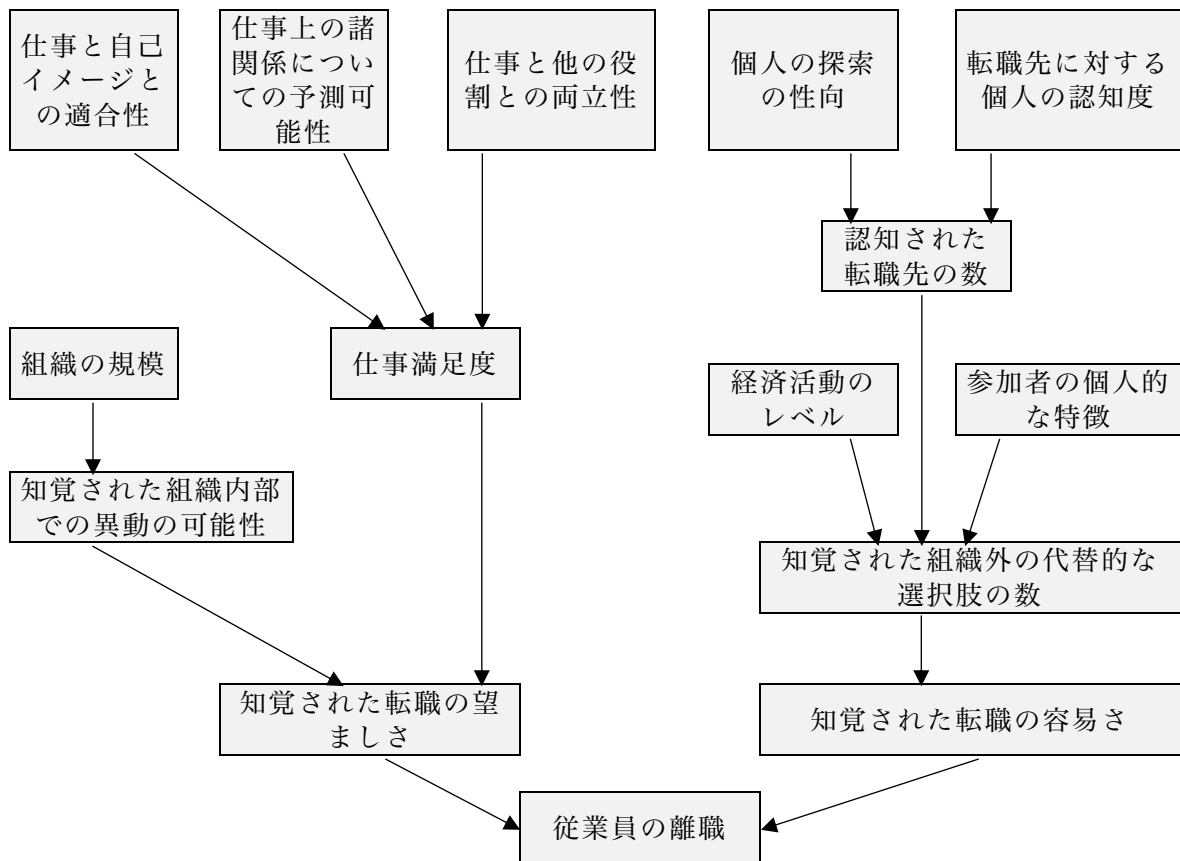 仕事と自己
イメージと
の適合性
仕事上の諸
関係につい
ての予測可
能性
仕事と他の役
割との両立性
個人の探索
の性向
転職先に対する
個人の認知度
認知された
転職先の数
組織の規模
仕事満足度
経済活動の
レベル
参加者の個人的
な特徴
知覚された組織内部
での異動の可能性
知覚された組織外の代替的な
選択肢の数
知覚された転職の望
ましさ
知覚された転職の容易さ
従業員の離職